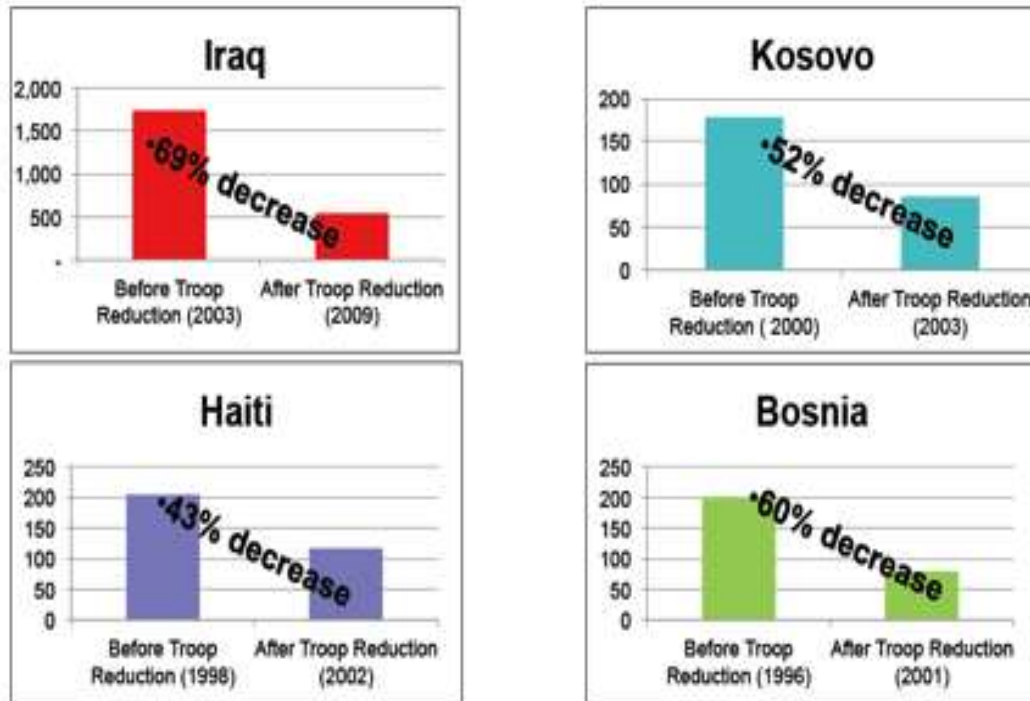 Iraq
2,000
1,500
1,000
500
-
·69% decrease
Before Troop
Reduction (2003)
After Troop Reduction
(2009)
Kosovo
200
150
100
50
0
·52% decrease
Before Troop
Reduction ( 2000)
After Troop Reduction
(2003)
Haiti
250
200
150
100
50
0
·43% decrease
Before Troop
Reduction (1998)
After Troop Reduction
(2002)
Bosnia
250
200
150
100
50
0
·60% decrease
Before Troop
Reduction (1996)
After Troop Reduction
(2001)